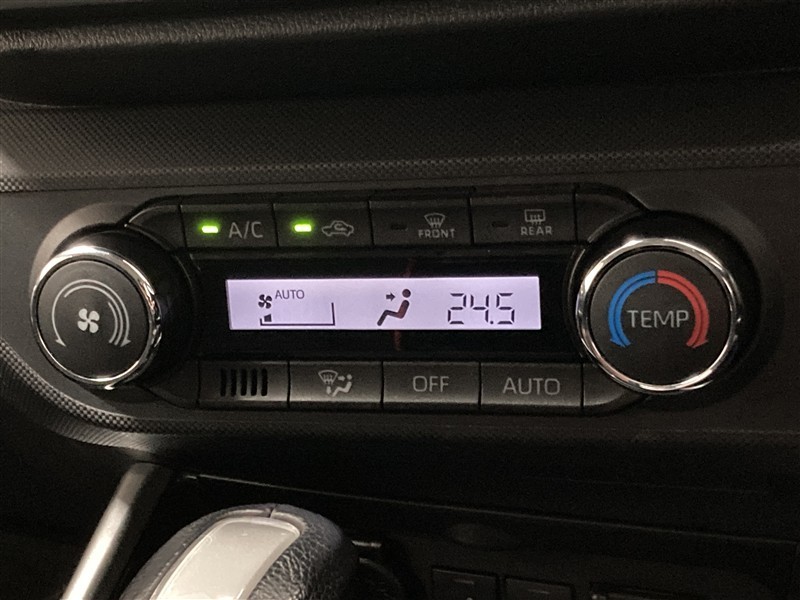 A/C
FRONT
REAR
AUTO
24.5
TEMP
OFF
AUTO